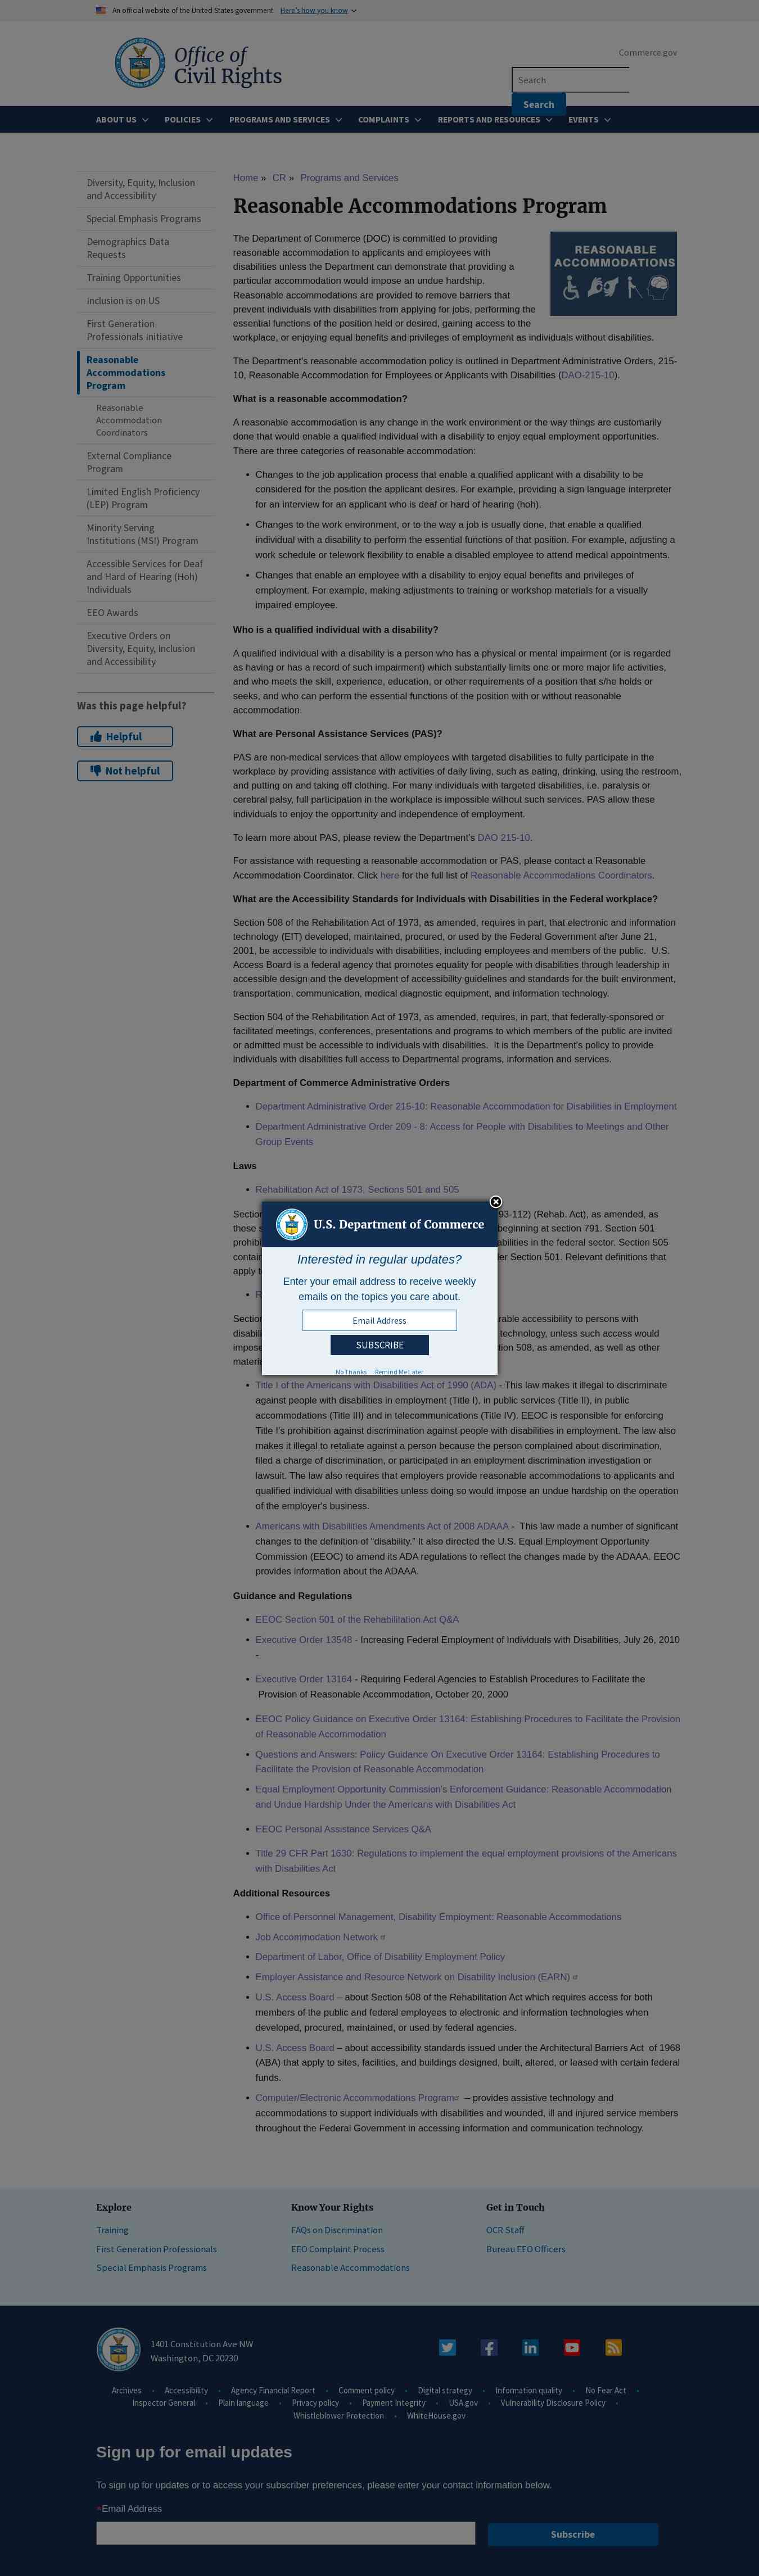 An official website of the United States government Here's how you know
Office of
Civil Rights
Commerce.gov
Search
Search
ABOUT US POLICIES PROGRAMS AND SERVICES COMPLAINTS REPORTS AND RESOURCES EVENTS
Diversity, Equity, Inclusion
and Accessibility
Special Emphasis Programs
Demographics Data
Requests
Training Opportunities
Inclusion is on US
First Generation
Professionals Initiative
Reasonable
Accommodations
Program
Reasonable
Accommodation
Coordinators
External Compliance
Program
Limited English Proficiency
(LEP) Program
Minority Serving
Institutions (MSI) Program
Accessible Services for Deaf
and Hard of Hearing (Hoh)
Individuals
EEO Awards
Executive Orders on
Diversity, Equity, Inclusion
and Accessibility
Was this page helpful?
Helpful
Not helpful
Home » CR » Programs and Services
Reasonable Accommodations Program
REASONABLE
ACCOMMODATIONS
The Department of Commerce (DOC) is committed to providing
reasonable accommodation to applicants and employees with
disabilities unless the Department can demonstrate that providing a
particular accommodation would impose an undue hardship.
Reasonable accommodations are provided to remove barriers that
prevent individuals with disabilities from applying for jobs, performing the
essential functions of the position held or desired, gaining access to the
workplace, or enjoying equal benefits and privileges of employment as individuals without disabilities.
The Department's reasonable accommodation policy is outlined in Department Administrative Orders, 215-
10, Reasonable Accommodation for Employees or Applicants with Disabilities (DAO-215-10).
What is a reasonable accommodation?
A reasonable accommodation is any change in the work environment or the way things are customarily
done that would enable a qualified individual with a disability to enjoy equal employment opportunities.
There are three categories of reasonable accommodation:
• Changes to the job application process that enable a qualified applicant with a disability to be
considered for the position the applicant desires. For example, providing a sign language interpreter
for an interview for an applicant who is deaf or hard of hearing (hoh).
• Changes to the work environment, or to the way a job is usually done, that enable a qualified
individual with a disability to perform the essential functions of that position. For example, adjusting a
work schedule or telework flexibility to enable a disabled employee to attend medical appointments.
• Changes that enable an employee with a disability to enjoy equal benefits and privileges of
employment. For example, making adjustments to training or workshop materials for a visually
impaired employee.
Who is a qualified individual with a disability?
A qualified individual with a disability is a person who has a physical or mental impairment (or is regarded
as having or has a record of such impairment) which substantially limits one or more major life activities,
and who meets the skill, experience, education, or other requirements of the position that s/he holds or
seeks, and who can perform the essential functions of the position with or without reasonable
accommodation.
What are Personal Assistance Services (PAS)?
PAS are non-medical services that allow employees with targeted disabilities to fully participate in the
workplace by providing assistance with activities of daily living, such as eating, drinking, using the restroom,
and putting on and taking off clothing. For many individuals with targeted disabilities, i.e. paralysis or
cerebral palsy, full participation in the workplace is impossible without such services. PAS allow these
individuals to enjoy the opportunity and independence of employment.
To learn more about PAS, please review the Department's DAO 215-10.
For assistance with requesting a reasonable accommodation or PAS, please contact a Reasonable
Accommodation Coordinator. Click here for the full list of Reasonable Accommodations Coordinators.
What are the Accessibility Standards for Individuals with Disabilities in the Federal workplace?
Section 508 of the Rehabilitation Act of 1973, as amended, requires in part, that electronic and information
technology (EIT) developed, maintained, procured, or used by the Federal Government after June 21,
2001, be accessible to individuals with disabilities, including employees and members of the public.  U.S.
Access Board is a federal agency that promotes equality for people with disabilities through leadership in
accessible design and the development of accessibility guidelines and standards for the built environment,
transportation, communication, medical diagnostic equipment, and information technology.
Section 504 of the Rehabilitation Act of 1973, as amended, requires, in part, that federally-sponsored or
facilitated meetings, conferences, presentations and programs to which members of the public are invited
or admitted must be accessible to individuals with disabilities.  It is the Department's policy to provide
individuals with disabilities full access to Departmental programs, information and services.
Department of Commerce Administrative Orders
• Department Administrative Order 215-10: Reasonable Accommodation for Disabilities in Employment
• Department Administrative Order 209 - 8: Access for People with Disabilities to Meetings and Other
Group Events
Laws
• Rehabilitation Act of 1973, Sections 501 and 505
93-112) (Rehab. Act), as amended, as
these beginning at section 791. Section 501
abilities in the federal sector. Section 505
der Section 501. Relevant definitions that
apply
U.S. Department of Commerce
Interested in regular updates?
Enter your email address to receive weekly
emails on the topics you care about.
Email Address
SUBSCRIBE
No Thanks Remind Me Later
arable accessibility to persons with
technology, unless such access would
tion 508, as amended, as well as other
• Title I of the Americans with Disabilities Act of 1990 (ADA) - This law makes it illegal to discriminate
against people with disabilities in employment (Title I), in public services (Title II), in public
accommodations (Title III) and in telecommunications (Title IV). EEOC is responsible for enforcing
Title I's prohibition against discrimination against people with disabilities in employment. The law also
makes it illegal to retaliate against a person because the person complained about discrimination,
filed a charge of discrimination, or participated in an employment discrimination investigation or
lawsuit. The law also requires that employers provide reasonable accommodations to applicants and
qualified individual with disabilities unless doing so would impose an undue hardship on the operation
of the employer's business.
• Americans with Disabilities Amendments Act of 2008 ADAAA -  This law made a number of significant
changes to the definition of “disability.” It also directed the U.S. Equal Employment Opportunity
Commission (EEOC) to amend its ADA regulations to reflect the changes made by the ADAAA. EEOC
provides information about the ADAAA.
Guidance and Regulations
• EEOC Section 501 of the Rehabilitation Act Q&A
• Executive Order 13548 - Increasing Federal Employment of Individuals with Disabilities, July 26, 2010
-
• Executive Order 13164 - Requiring Federal Agencies to Establish Procedures to Facilitate the
Provision of Reasonable Accommodation, October 20, 2000
• EEOC Policy Guidance on Executive Order 13164: Establishing Procedures to Facilitate the Provision
of Reasonable Accommodation
• Questions and Answers: Policy Guidance On Executive Order 13164: Establishing Procedures to
Facilitate the Provision of Reasonable Accommodation
• Equal Employment Opportunity Commission's Enforcement Guidance: Reasonable Accommodation
and Undue Hardship Under the Americans with Disabilities Act
• EEOC Personal Assistance Services Q&A
• Title 29 CFR Part 1630: Regulations to implement the equal employment provisions of the Americans
with Disabilities Act
Additional Resources
• Office of Personnel Management, Disability Employment: Reasonable Accommodations
• Job Accommodation Network
• Department of Labor, Office of Disability Employment Policy
• Employer Assistance and Resource Network on Disability Inclusion (EARN)
• U.S. Access Board – about Section 508 of the Rehabilitation Act which requires access for both
members of the public and federal employees to electronic and information technologies when
developed, procured, maintained, or used by federal agencies.
• U.S. Access Board – about accessibility standards issued under the Architectural Barriers Act  of 1968
(ABA) that apply to sites, facilities, and buildings designed, built, altered, or leased with certain federal
funds.
• Computer/Electronic Accommodations Program – provides assistive technology and
accommodations to support individuals with disabilities and wounded, ill and injured service members
throughout the Federal Government in accessing information and communication technology.
Explore
Training
First Generation Professionals
Special Emphasis Programs
Know Your Rights
FAQs on Discrimination
EEO Complaint Process
Reasonable Accommodations
Get in Touch
OCR Staff
Bureau EEO Officers
1401 Constitution Ave NW
Washington, DC 20230
Archives • Accessibility • Agency Financial Report • Comment policy • Digital strategy • Information quality • No Fear Act •
Inspector General • Plain language • Privacy policy • Payment Integrity • USA.gov • Vulnerability Disclosure Policy •
Whistleblower Protection • WhiteHouse.gov
Sign up for email updates
To sign up for updates or to access your subscriber preferences, please enter your contact information below.
*Email Address
Subscribe